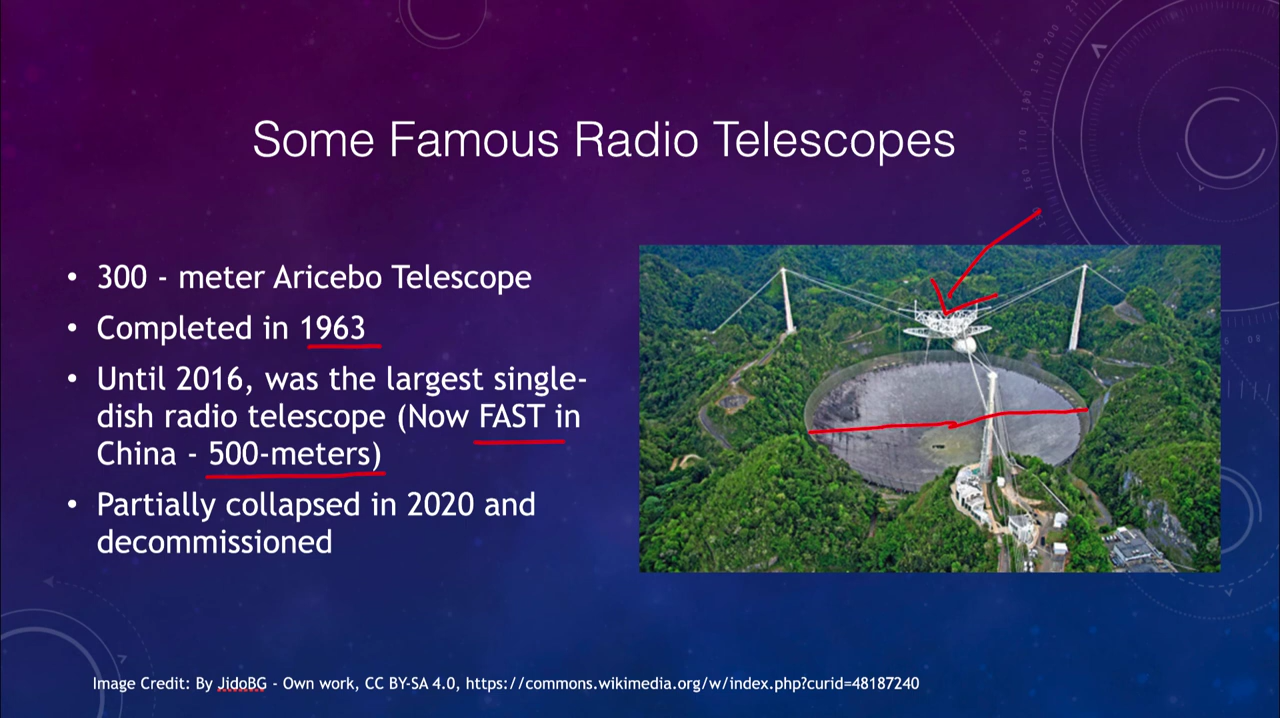 Some Famous Radio Telescopes
• 300 - meter Aricebo Telescope
• Completed in 1963
• Until 2016, was the largest single-
dish radio telescope (Now FAST in
China - 500-meters)
• Partially collapsed in 2020 and
decommissioned
Image Credit: By JidoBG - Own work, CC BY-SA 4.0, https://commons.wikimedia.org/w/index.php?curid=48187240